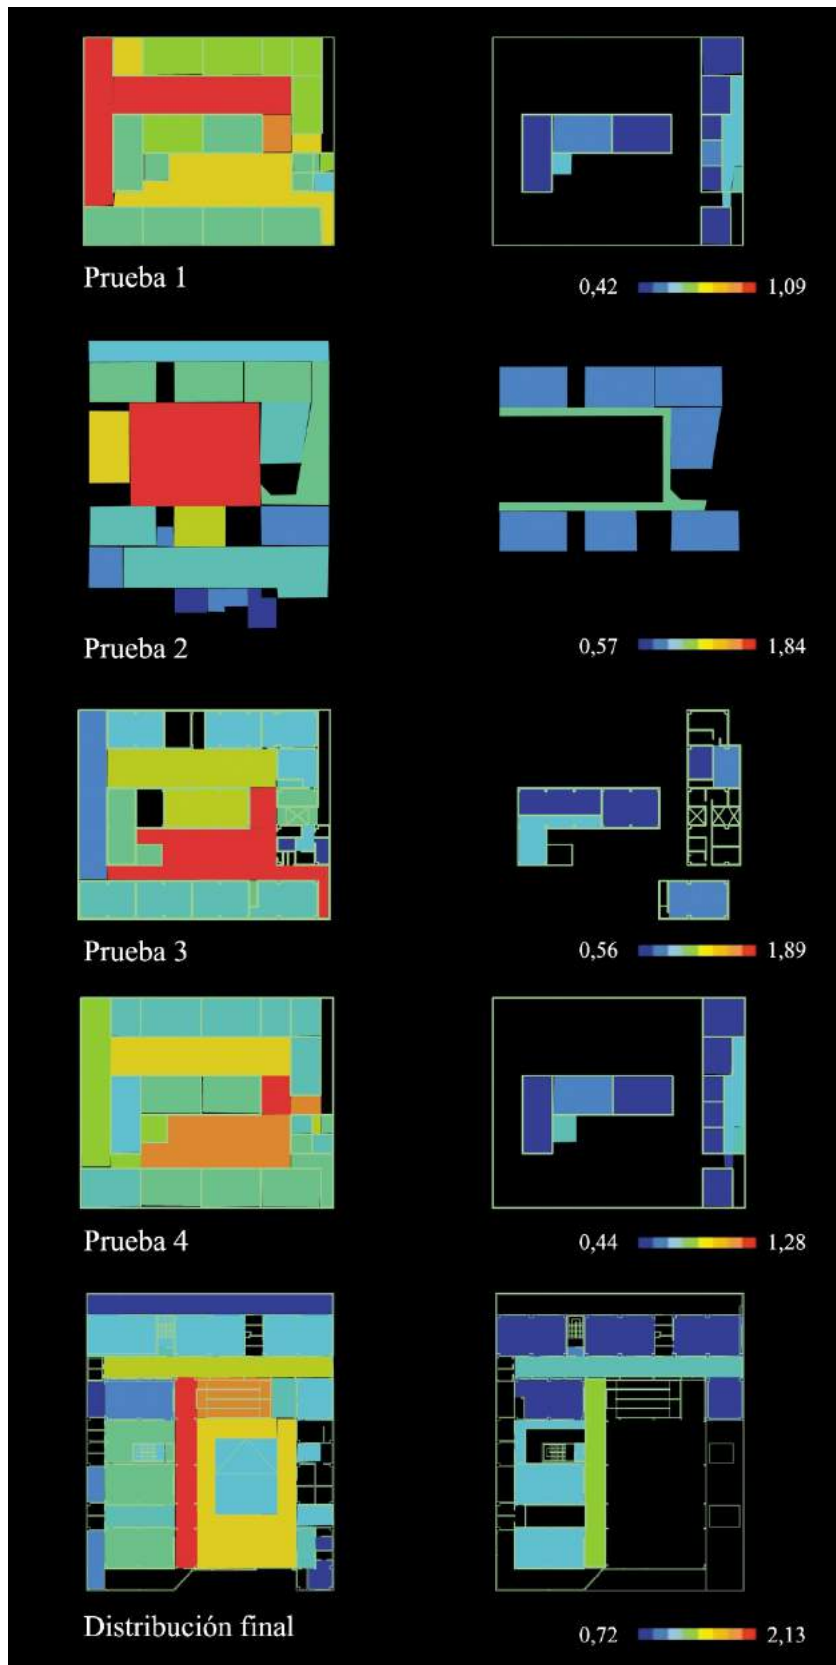 Prueba 1
0,42 1,09
Prueba 2
0,57 1,84
Prueba 3
0,56 1,89
Prueba 4
0,44 1,28
Distribución final
0,72 2,13